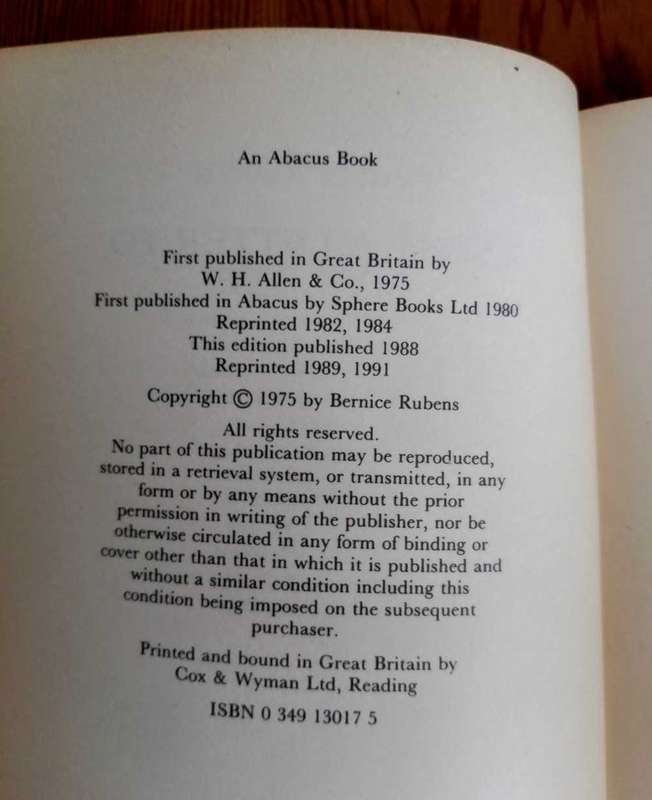 An Abacus Book
First published in Great Britain by
W. H. Allen & Co., 1975
First published in Abacus by Sphere Books Ltd 1980
Reprinted 1982, 1984
This edition published 1988
Reprinted 1989, 1991
Copyright © 1975 by Bernice Rubens
All rights reserved.
No part of this publication may be reproduced,
stored in a retrieval system, or transmitted, in any
form or by any means without the prior
permission in writing of the publisher, nor be
otherwise circulated in any form of binding or
cover other than that in which it is published and
without a similar condition including this
condition being imposed on the subsequent
purchaser.
Printed and bound in Great Britain by
Cox & Wyman Ltd, Reading
ISBN 0 349 13017 5